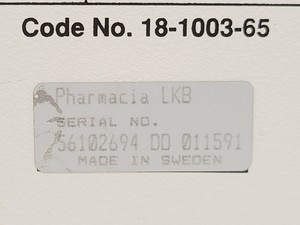 Code No. 18-1003-65
Pharmacia LKB
SERIAL NO.
56102694 DD 011591
MADE IN SWEDEN